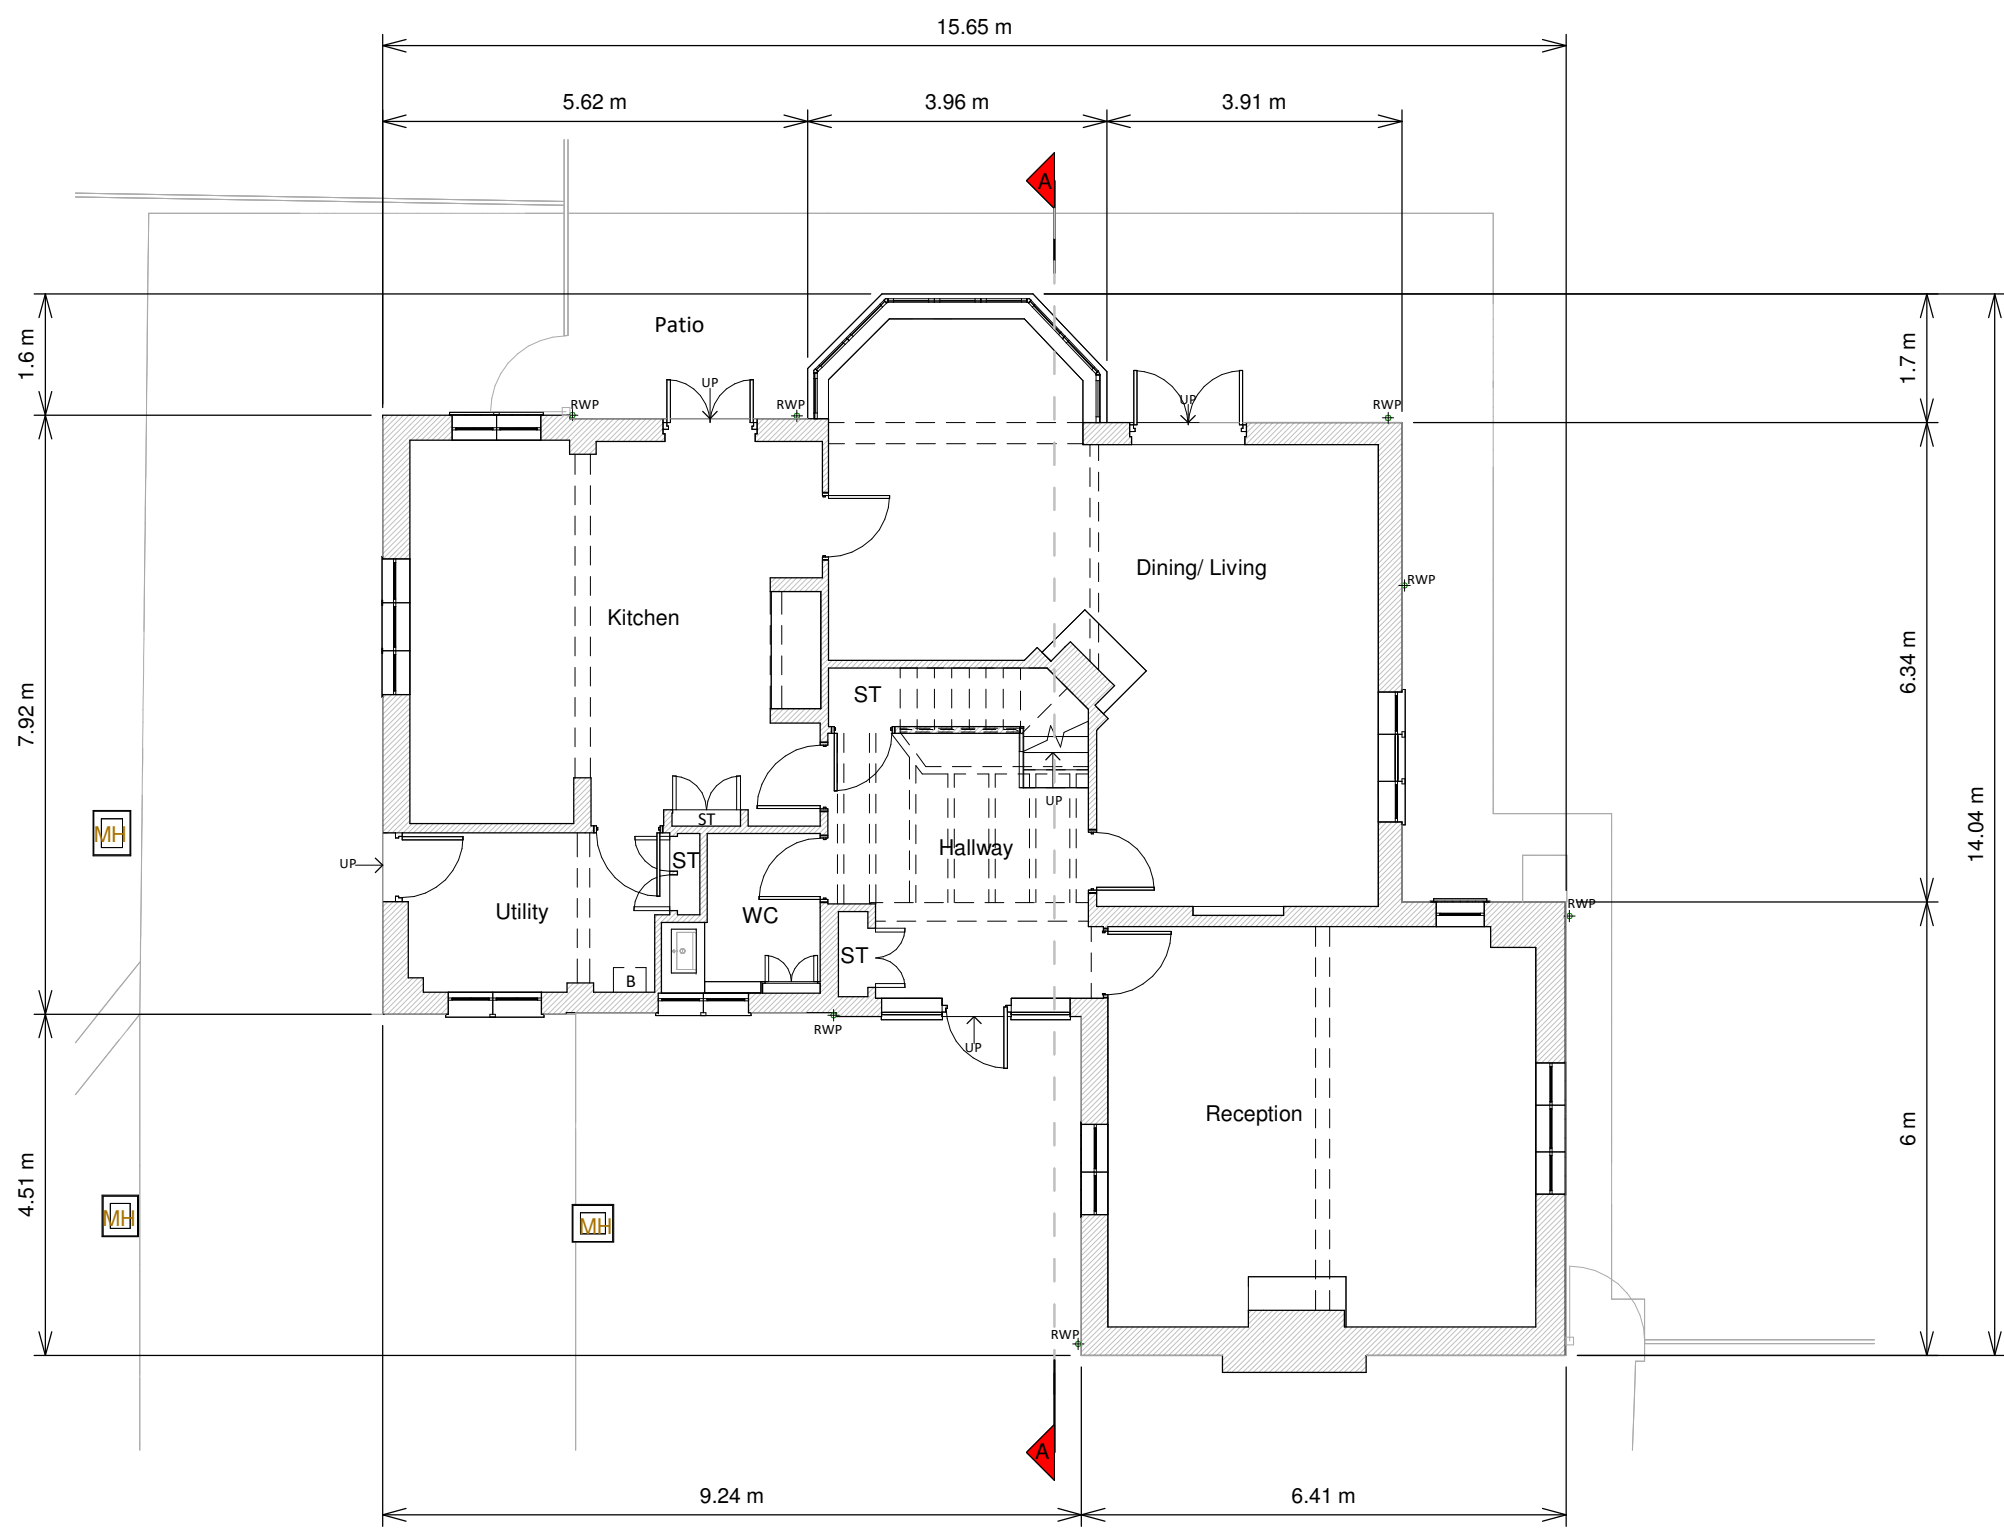 15.65 m
5.62 m
3.96 m
3.91 m
A
Patio
1.6 m
1.7 m
UP
UP
RWP
RWP
RWP
RWP
Dining/ Living
Kitchen
7.92 m
6.34 m
ST
UP
ST
MH
14.04 m
Hallway
UP
ST
Utility
WC
RWP
ST
B
RWP
UP
Reception
6 m
4.51 m
MH
MH
RWP
A
9.24 m
6.41 m